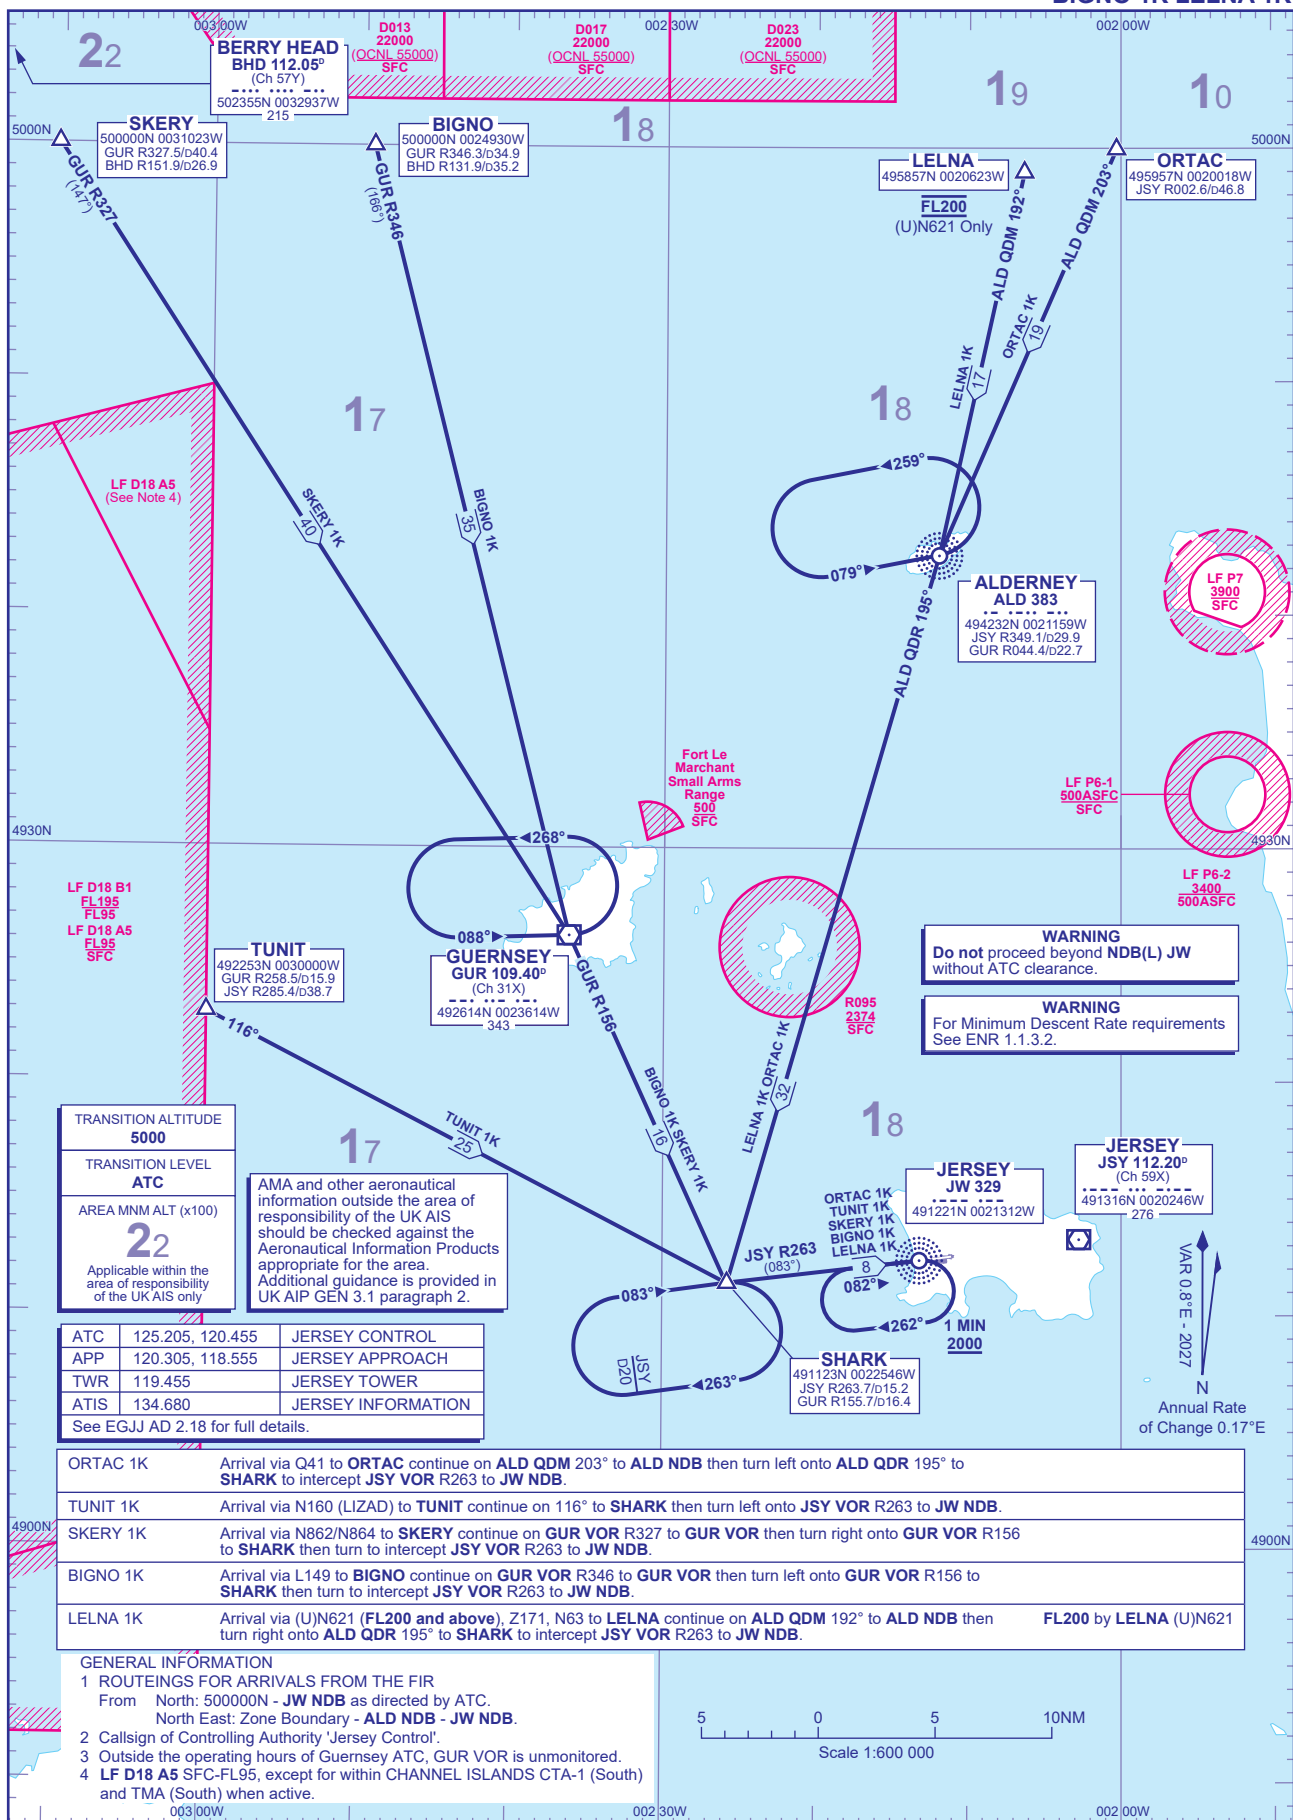 BIGNO 1K LELNA 1K
003 00W
002 30W
002 00W
22
BERRY HEAD
BHD 112.05ᴰ
(Ch 57Y)
502355N 0032937W
215
D013
22000
(OCNL 55000)
SFC
D017
22000
(OCNL 55000)
SFC
D023
22000
(OCNL 55000)
SFC
19
10
18
5000N
SKERY
500000N 0031023W
GUR R327.5/D40.4
BHD R151.9/D26.9
BIGNO
500000N 0024930W
GUR R346.3/D34.9
BHD R131.9/D35.2
LELNA
495857N 0020623W
FL200
(U)N621 Only
ORTAC
495957N 0020018W
JSY R002.6/D46.8
5000N
GUR R327
(147°)
GUR R346
(166°)
ALD QDM 192°
ALD QDM 203°
ORTAC 1K
19
LELNA 1K
17
17
18
LF D18 A5
(See Note 4)
SKERY 1K
40
BIGNO 1K
35
259°
079°
ALDERNEY
ALD 383
494232N 0021159W
JSY R349.1/D29.9
GUR R044.4/D22.7
LF P7
3900
SFC
ALD QDR 195°
Fort Le
Marchant
Small Arms
Range
500
SFC
LF P6-1
500ASFC
SFC
4930N
4930N
268°
088°
LF P6-2
3400
500ASFC
LF D18 B1
FL195
FL95
LF D18 A5
FL95
SFC
TUNIT
492253N 0030000W
GUR R258.5/D15.9
JSY R285.4/D38.7
GUERNSEY
GUR 109.40ᴰ
(Ch 31X)
492614N 0023614W
343
GUR R156
R095
2374
SFC
WARNING
Do not proceed beyond NDB(L) JW
without ATC clearance.
WARNING
For Minimum Descent Rate requirements
See ENR 1.1.3.2.
116°
TUNIT 1K
25
BIGNO 1K SKERY 1K
16
LELNA 1K ORTAC 1K
32
17
18
TRANSITION ALTITUDE
5000
TRANSITION LEVEL
ATC
AREA MNM ALT (x100)
22
Applicable within the
area of responsibility
of the UK AIS only
AMA and other aeronautical
information outside the area of
responsibility of the UK AIS
should be checked against the
Aeronautical Information Products
appropriate for the area.
Additional guidance is provided in
UK AIP GEN 3.1 paragraph 2.
JERSEY
JW 329
491221N 0021312W
JERSEY
JSY 112.20ᴰ
(Ch 59X)
491316N 0020246W
276
ORTAC 1K
TUNIT 1K
SKERY 1K
BIGNO 1K
LELNA 1K
8
JSY R263
(083°)
083°
263°
JSY
D20
082°
262°
1 MIN
2000
SHARK
491123N 0022546W
JSY R263.7/D15.2
GUR R155.7/D16.4
VAR 0.8°E - 2027
N
Annual Rate
of Change 0.17°E
ATC 125.205, 120.455 JERSEY CONTROL
APP 120.305, 118.555 JERSEY APPROACH
TWR 119.455 JERSEY TOWER
ATIS 134.680 JERSEY INFORMATION
See EGJJ AD 2.18 for full details.
ORTAC 1K Arrival via Q41 to ORTAC continue on ALD QDM 203° to ALD NDB then turn left onto ALD QDR 195° to
SHARK to intercept JSY VOR R263 to JW NDB.
TUNIT 1K Arrival via N160 (LIZAD) to TUNIT continue on 116° to SHARK then turn left onto JSY VOR R263 to JW NDB.
4900N
SKERY 1K Arrival via N862/N864 to SKERY continue on GUR VOR R327 to GUR VOR then turn right onto GUR VOR R156
to SHARK then turn to intercept JSY VOR R263 to JW NDB.
4900N
BIGNO 1K Arrival via L149 to BIGNO continue on GUR VOR R346 to GUR VOR then turn left onto GUR VOR R156 to
SHARK then turn to intercept JSY VOR R263 to JW NDB.
LELNA 1K Arrival via (U)N621 (FL200 and above), Z171, N63 to LELNA continue on ALD QDM 192° to ALD NDB then FL200 by LELNA (U)N621
turn right onto ALD QDR 195° to SHARK to intercept JSY VOR R263 to JW NDB.
GENERAL INFORMATION
1 ROUTEINGS FOR ARRIVALS FROM THE FIR
From North: 500000N - JW NDB as directed by ATC.
North East: Zone Boundary - ALD NDB - JW NDB.
2 Callsign of Controlling Authority 'Jersey Control'.
3 Outside the operating hours of Guernsey ATC, GUR VOR is unmonitored.
4 LF D18 A5 SFC-FL95, except for within CHANNEL ISLANDS CTA-1 (South)
and TMA (South) when active.
5 0 5 10NM
Scale 1:600 000
003 00W
002 30W
002 00W